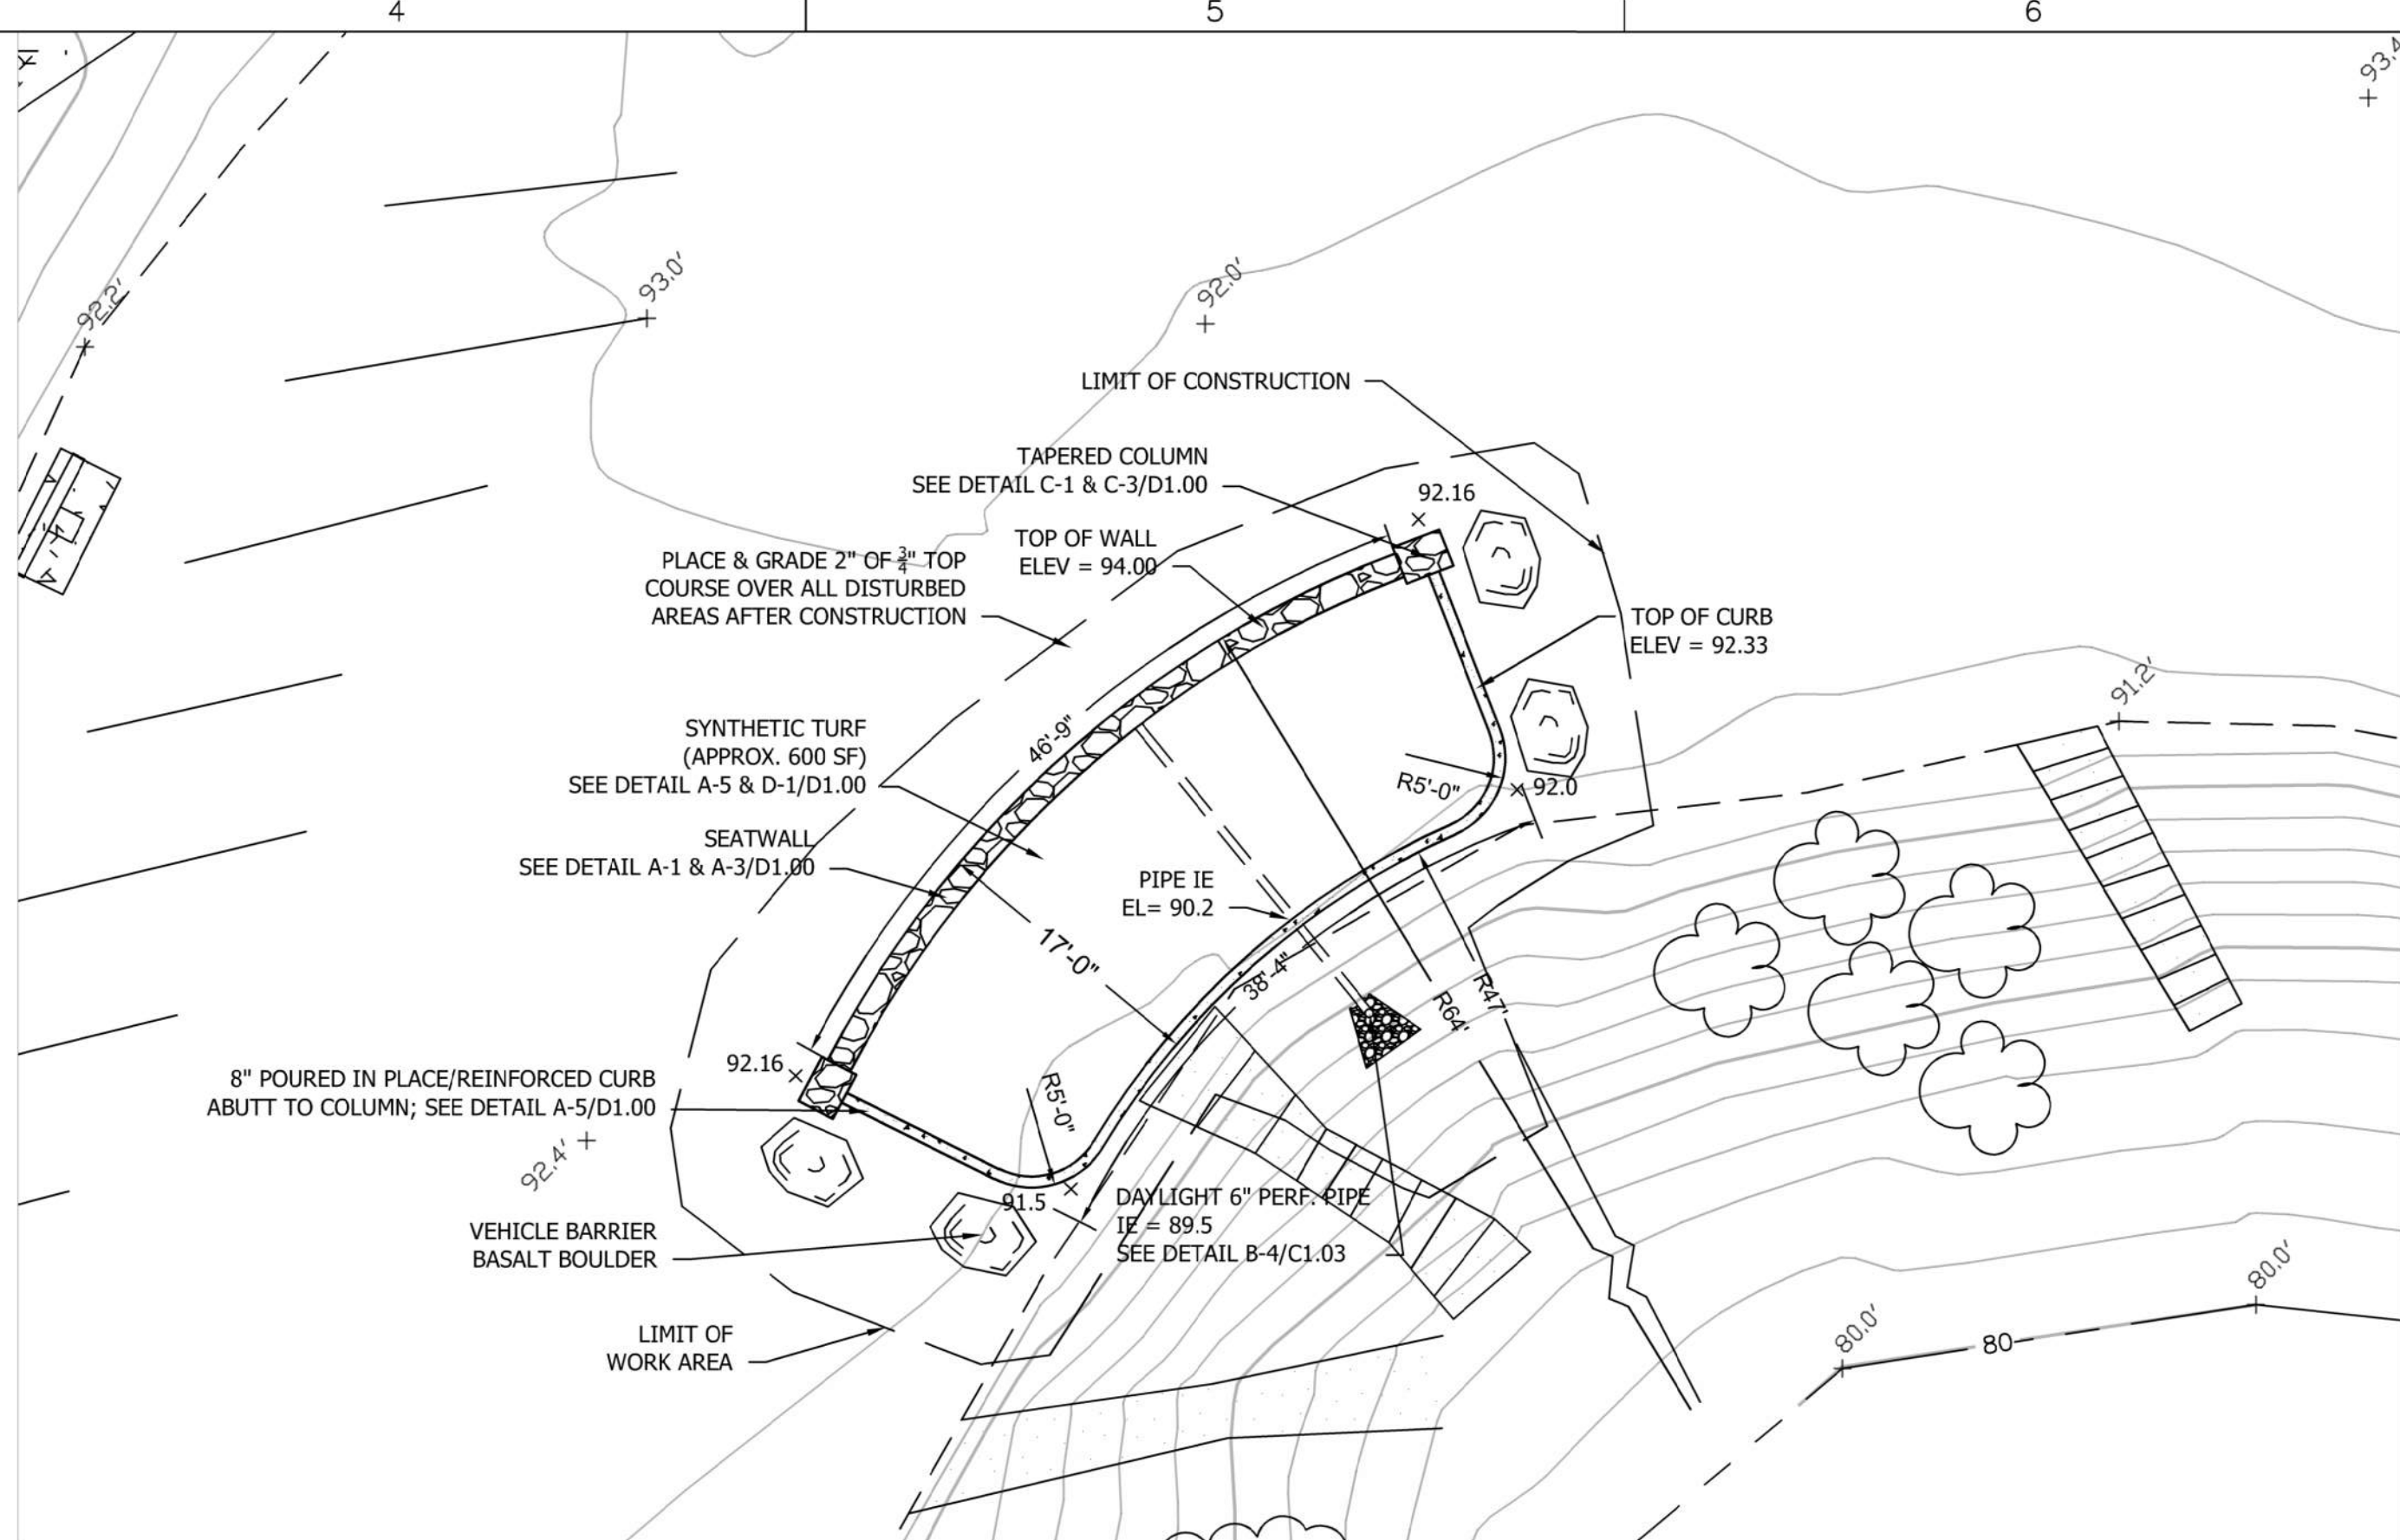 4
5
6
93.4
92.2'
93.0'
92.0'
LIMIT OF CONSTRUCTION
TAPERED COLUMN
SEE DETAIL C-1 & C-3/D1.00
92.16
TOP OF WALL
ELEV = 94.00
PLACE & GRADE 2" OF 3/4" TOP
COURSE OVER ALL DISTURBED
AREAS AFTER CONSTRUCTION
TOP OF CURB
ELEV = 92.33
91.2'
SYNTHETIC TURF
(APPROX. 600 SF)
SEE DETAIL A-5 & D-1/D1.00
46'-9"
R5'-0"
92.0
SEATWALL
SEE DETAIL A-1 & A-3/D1.00
PIPE IE
EL= 90.2
17'-0"
38'-4"
R64'
R47'
92.16
8" POURED IN PLACE/REINFORCED CURB
ABUTT TO COLUMN; SEE DETAIL A-5/D1.00
R5'-0"
92.4'
91.5
DAYLIGHT 6" PERF. PIPE
IE = 89.5
SEE DETAIL B-4/C1.03
VEHICLE BARRIER
BASALT BOULDER
LIMIT OF
WORK AREA
80.0'
80.0'
80